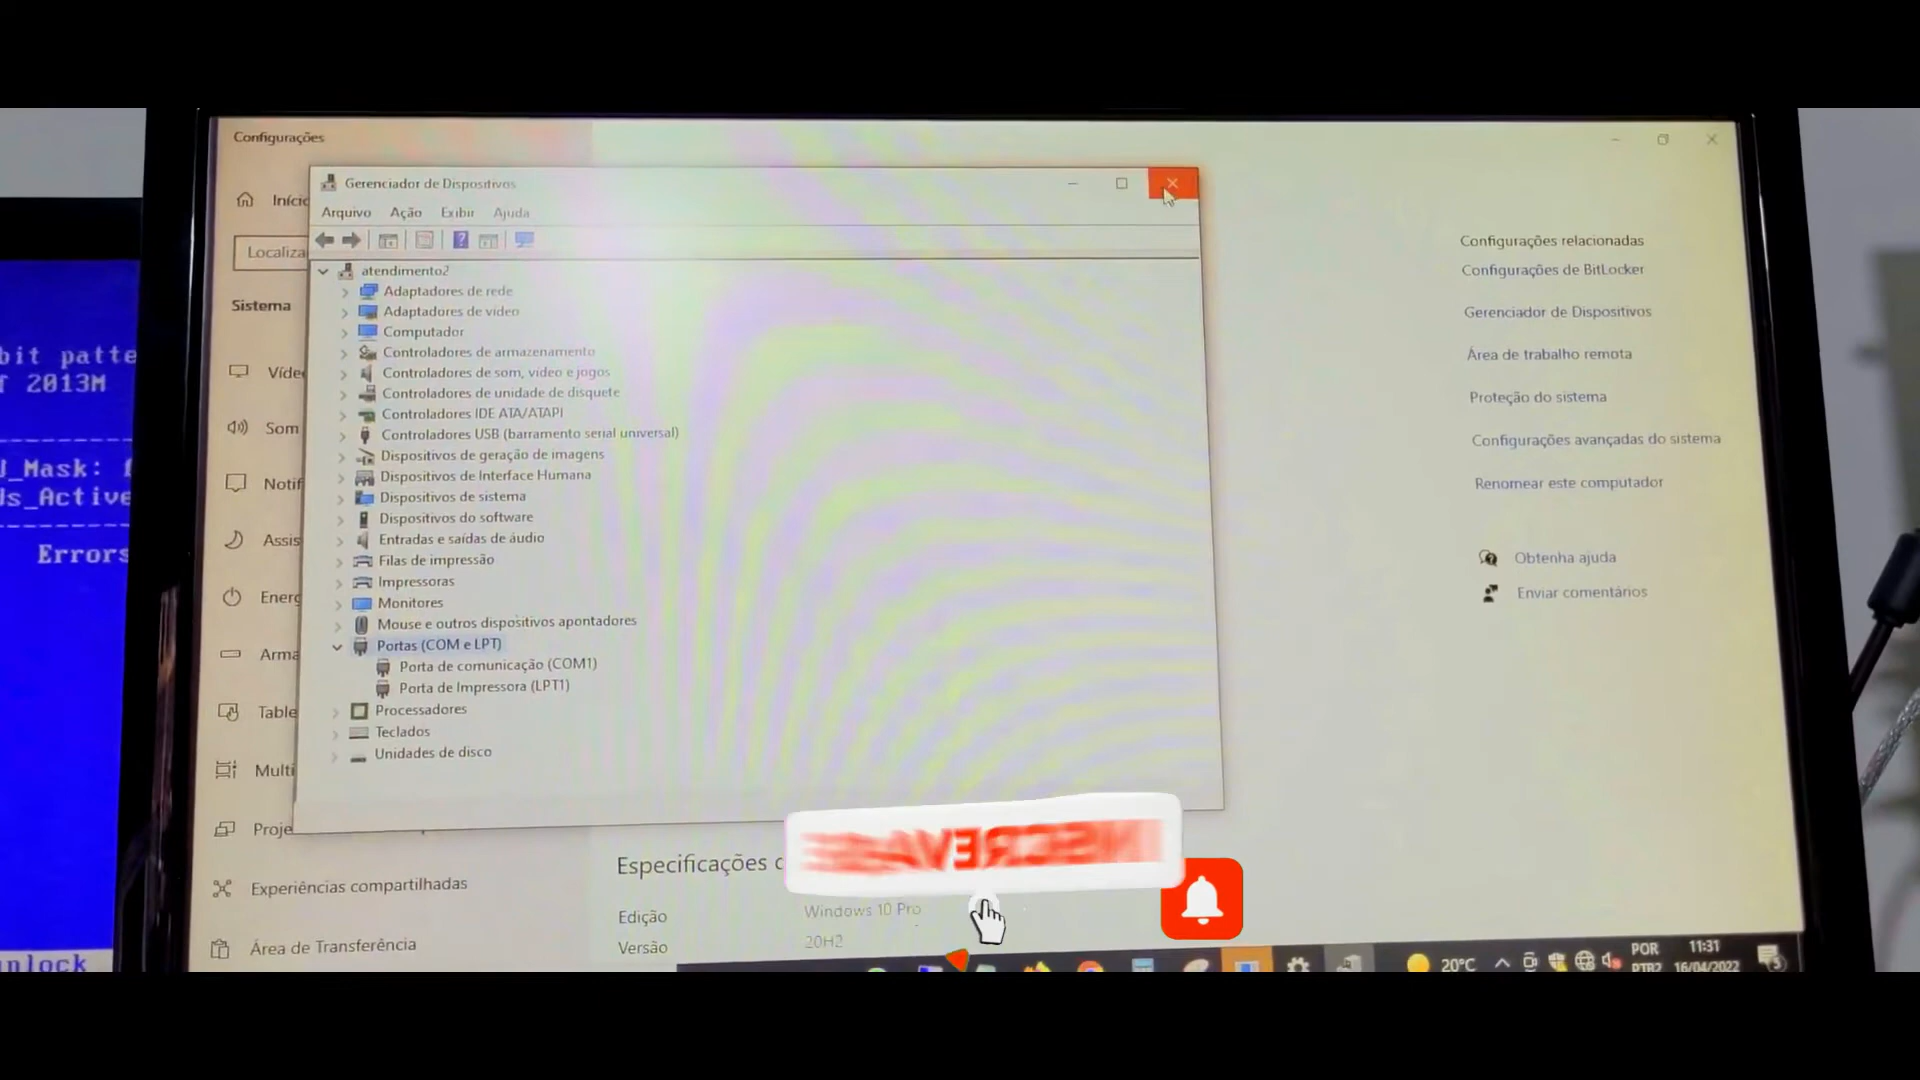 Configurações
Gerenciador de Dispositivos
Arquivo Ação Exibir Ajuda
atendimento2
Adaptadores de rede
Adaptadores de vídeo
Computador
Controladores de armazenamento
Controladores de som, vídeo e jogos
Controladores de unidade de disquete
Controladores IDE ATA/ATAPI
Controladores USB (barramento serial universal)
Dispositivos de geração de imagens
Dispositivos de Interface Humana
Dispositivos de sistema
Dispositivos do software
Entradas e saídas de áudio
Filas de impressão
Impressoras
Monitores
Mouse e outros dispositivos apontadores
Portas (COM e LPT)
Porta de comunicação (COM1)
Porta de Impressora (LPT1)
Processadores
Teclados
Unidades de disco
Iníci
Localiza
Sistema
Víde
Som
Notif
Assis
Energ
Arma
Table
Multi
Proje
Experiências compartilhadas
Área de Transferência
Especificações
Edição Windows 10 Pro
Versão 20H2
Configurações relacionadas
Configurações de BitLocker
Gerenciador de Dispositivos
Área de trabalho remota
Proteção do sistema
Configurações avançadas do sistema
Renomear este computador
Obtenha ajuda
Enviar comentários
INSCREVA-SE
20°C
POR
PTB2
11:31
16/04/2022
bit patte
T 2013M
_Mask: f
s_Active
Errors
nlock